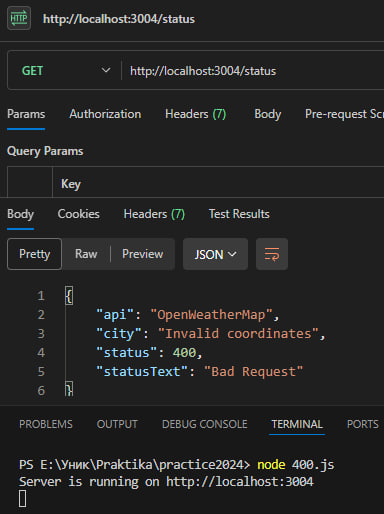 HTTP http://localhost:3004/status
GET http://localhost:3004/status
Params Authorization Headers (7) Body Pre-request Scr
Query Params
Key
Body Cookies Headers (7) Test Results
Pretty Raw Preview JSON
1 {
2 "api": "OpenWeatherMap",
3 "city": "Invalid coordinates",
4 "status": 400,
5 "statusText": "Bad Request"
6 }
PROBLEMS OUTPUT DEBUG CONSOLE TERMINAL PORTS
PS E:\Уник\Praktika\practice2024> node 400.js
Server is running on http://localhost:3004